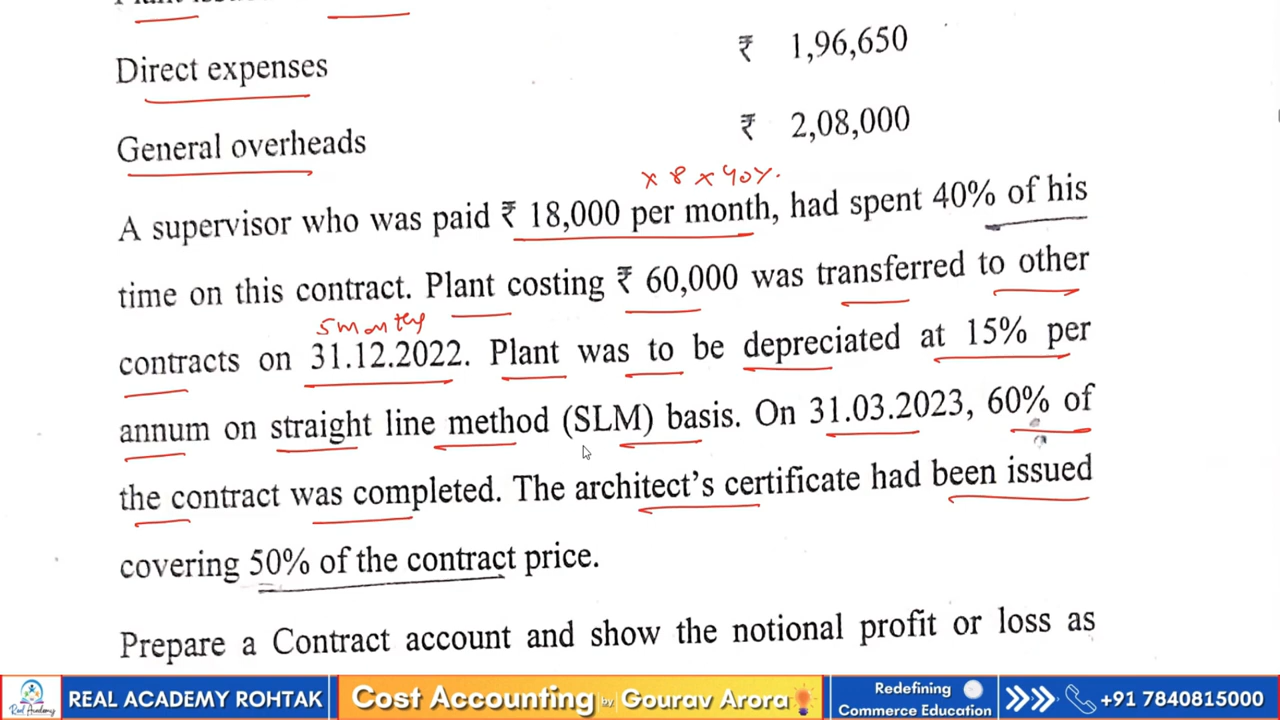 Direct expenses ₹ 1,96,650
General overheads ₹ 2,08,000
x 8 x 40%.
A supervisor who was paid ₹ 18,000 per month, had spent 40% of his
time on this contract. Plant costing ₹ 60,000 was transferred to other
5 months
contracts on 31.12.2022. Plant was to be depreciated at 15% per
annum on straight line method (SLM) basis. On 31.03.2023, 60% of
the contract was completed. The architect's certificate had been issued
covering 50% of the contract price.
Prepare a Contract account and show the notional profit or loss as
Real Academy
REAL ACADEMY ROHTAK
Cost Accounting by Gourav Arora
Redefining
Commerce Education
+91 7840815000